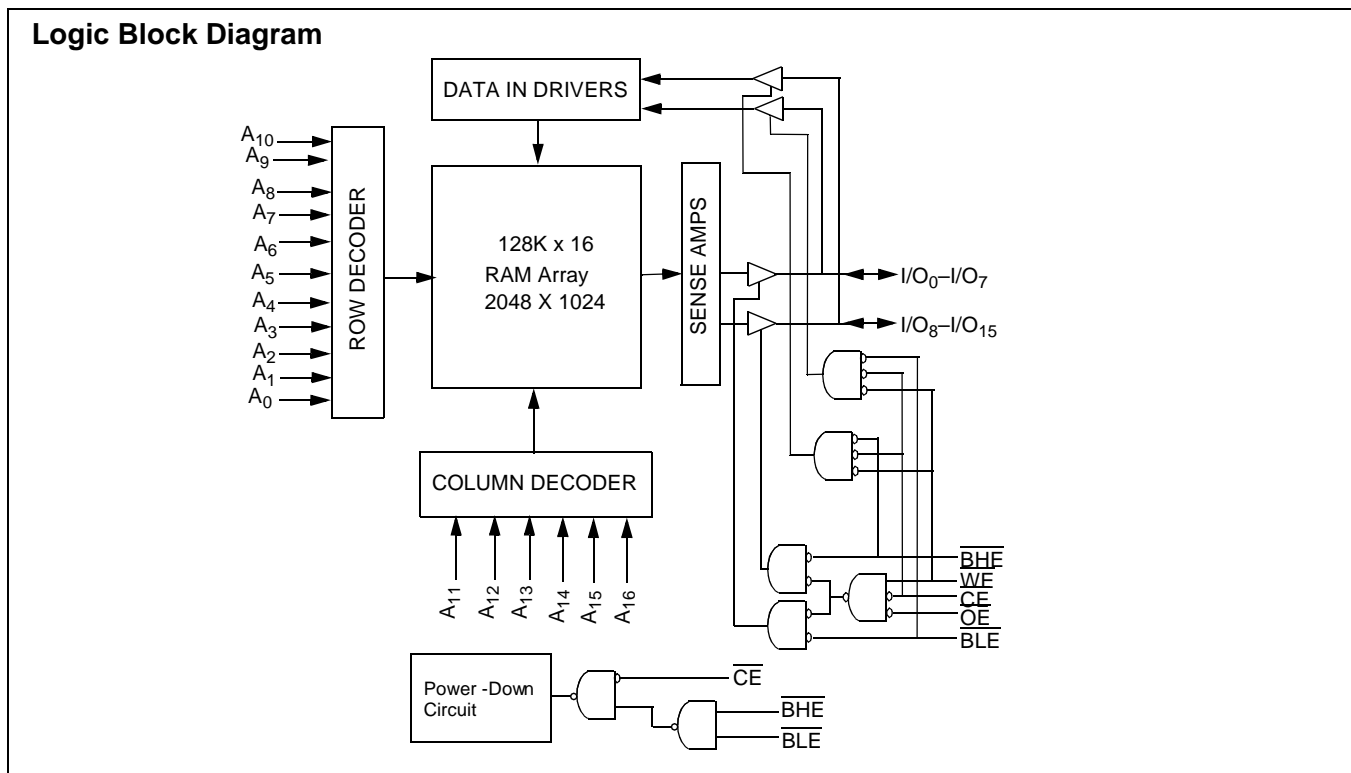 Logic Block Diagram
DATA IN DRIVERS
A10
A9
A8
A7
A6
A5
A4
A3
A2
A1
A0
ROW DECODER
128K x 16
RAM Array
2048 X 1024
SENSE AMPS
I/O0–I/O7
I/O8–I/O15
COLUMN DECODER
A11
A12
A13
A14
A15
A16
BHE
WE
CE
OE
BLE
Power -Down
Circuit
CE
BHE
BLE